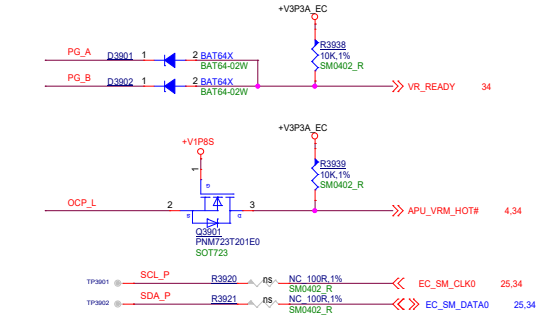 +V3P3A_EC
R3938
10K,1%
SM0402_R
PG_A D3901 1 2 BAT64X
BAT64-02W
PG_B D3902 1 2 BAT64X
BAT64-02W
VR_READY 34
+V3P3A_EC
+V1P8S
R3939
10K,1%
SM0402_R
1
G
OCP_L 2 3 APU_VRM_HOT# 4,34
S D
Q3901
PNM723T201E0
SOT723
TP3901 SCL_P R3920 ns NC_100R,1% EC_SM_CLK0 25,34
SM0402_R
TP3902 SDA_P R3921 ns NC_100R,1% EC_SM_DATA0 25,34
SM0402_R